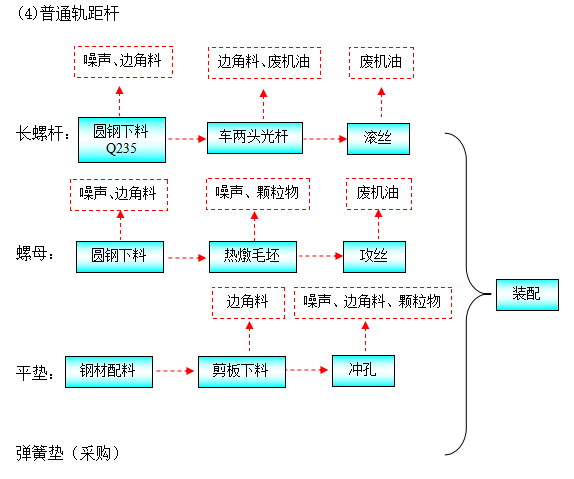 (4)普通轨距杆
噪声、边角料
边角料、废机油
废机油
长螺杆：
圆钢下料
Q235
车两头光杆
滚丝
噪声、边角料
噪声、颗粒物
废机油
螺母：
圆钢下料
热燉毛坯
攻丝
装配
边角料
噪声、边角料、颗粒物
平垫：
钢材配料
剪板下料
冲孔
弹簧垫（采购）